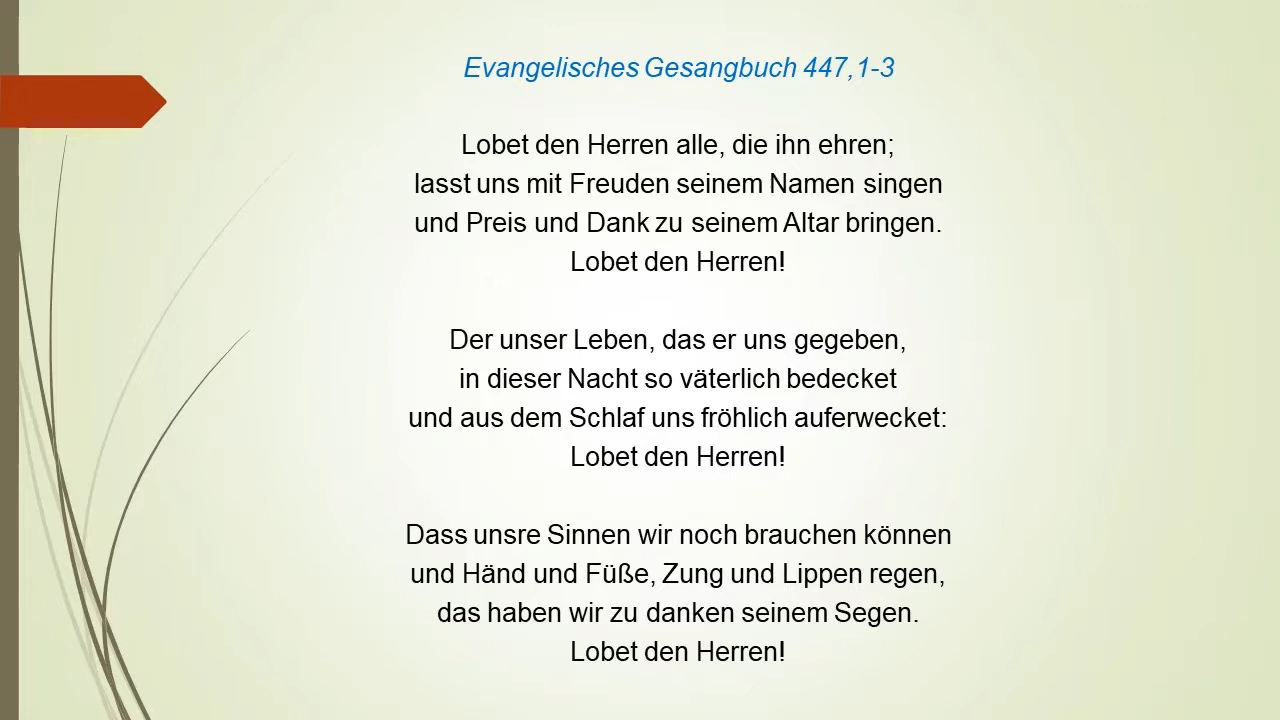 Evangelisches Gesangbuch 447,1-3
Lobet den Herren alle, die ihn ehren;
lasst uns mit Freuden seinem Namen singen
und Preis und Dank zu seinem Altar bringen.
Lobet den Herren!
Der unser Leben, das er uns gegeben,
in dieser Nacht so väterlich bedecket
und aus dem Schlaf uns fröhlich auferwecket:
Lobet den Herren!
Dass unsre Sinnen wir noch brauchen können
und Händ und Füße, Zung und Lippen regen,
das haben wir zu danken seinem Segen.
Lobet den Herren!